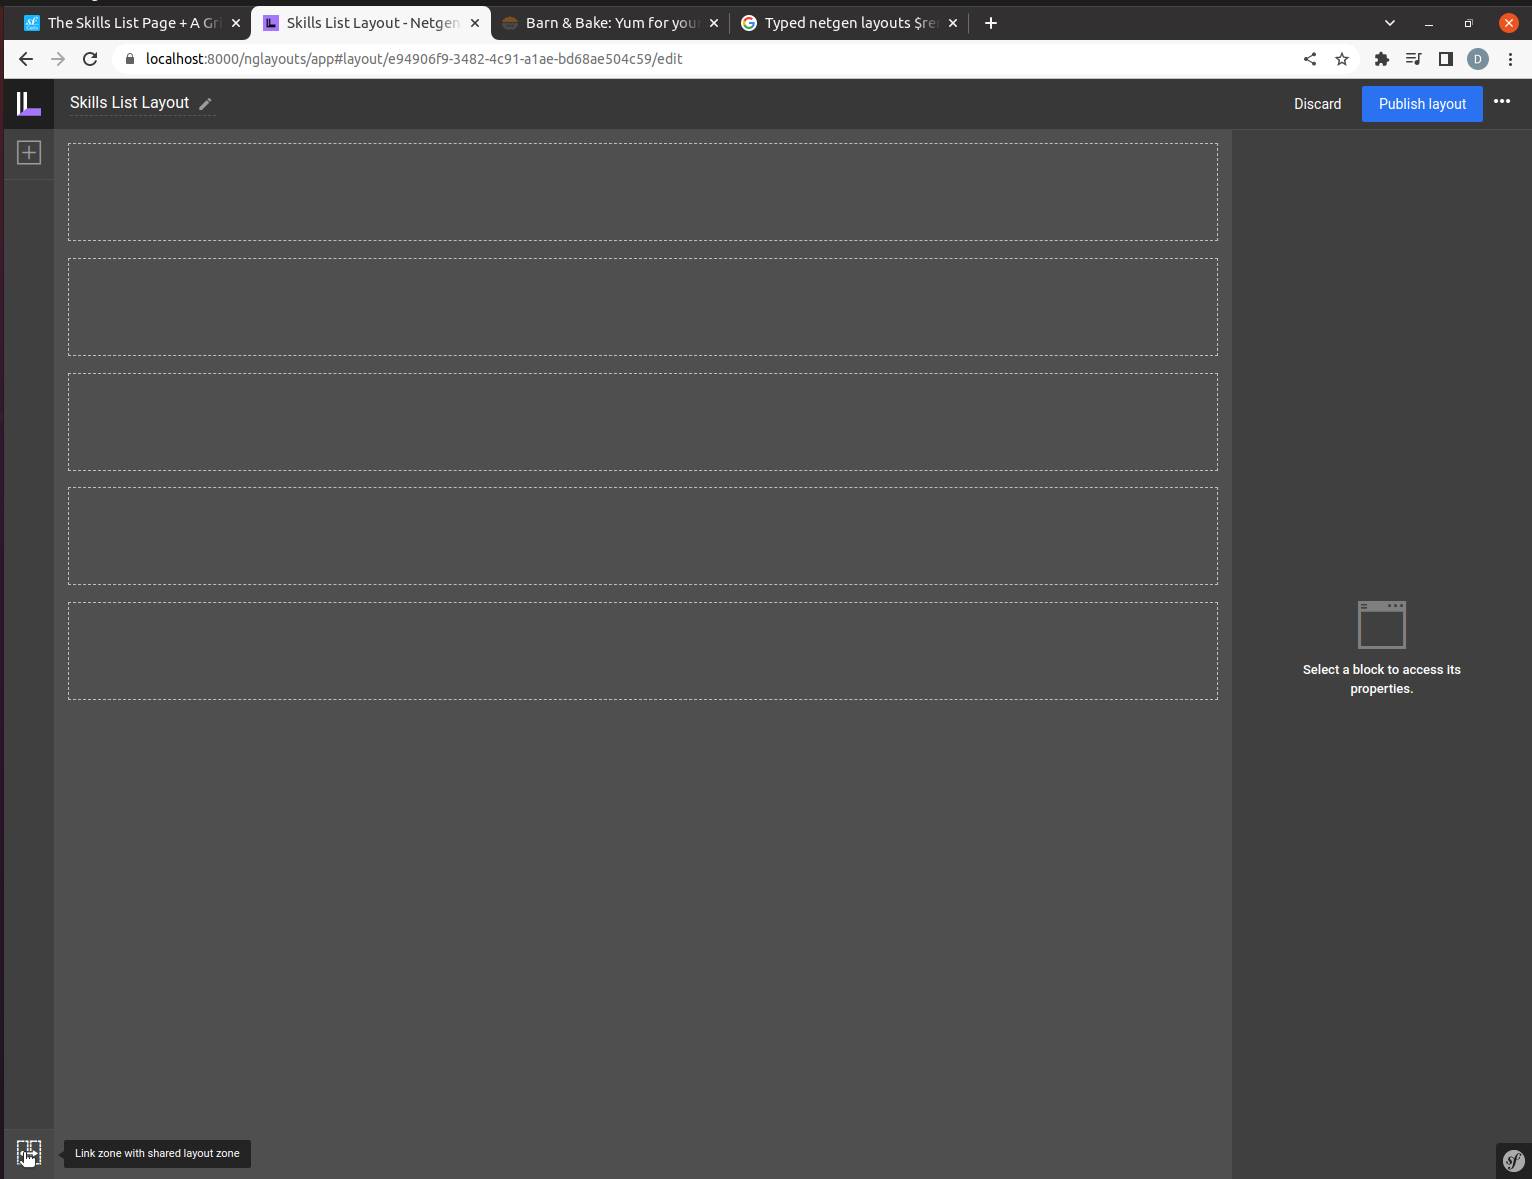 The Skills List Page + A Gri
Skills List Layout - Netgen
Barn & Bake: Yum for your
Typed netgen layouts $re
localhost:8000/nglayouts/app#layout/e94906f9-3482-4c91-a1ae-bd68ae504c59/edit
D
Skills List Layout
Discard
Publish layout
Select a block to access its
properties.
Link zone with shared layout zone
sf